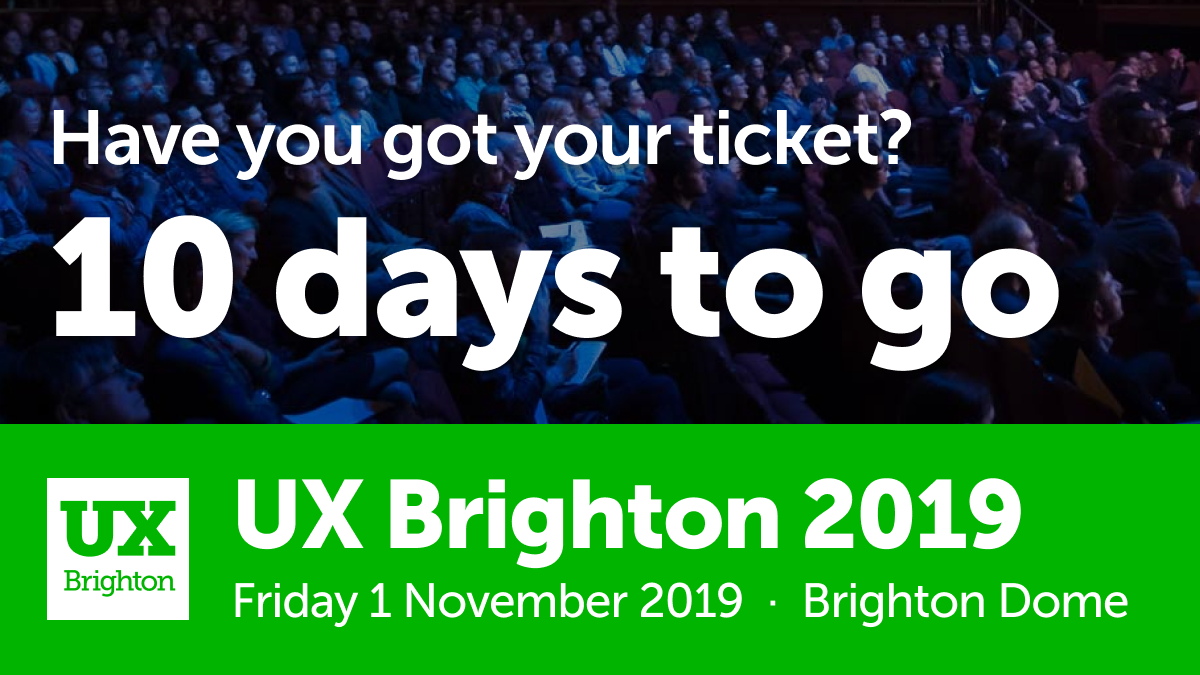 Have you got your ticket?
10 days to go
UX
Brighton
UX Brighton 2019
Friday 1 November 2019 · Brighton Dome